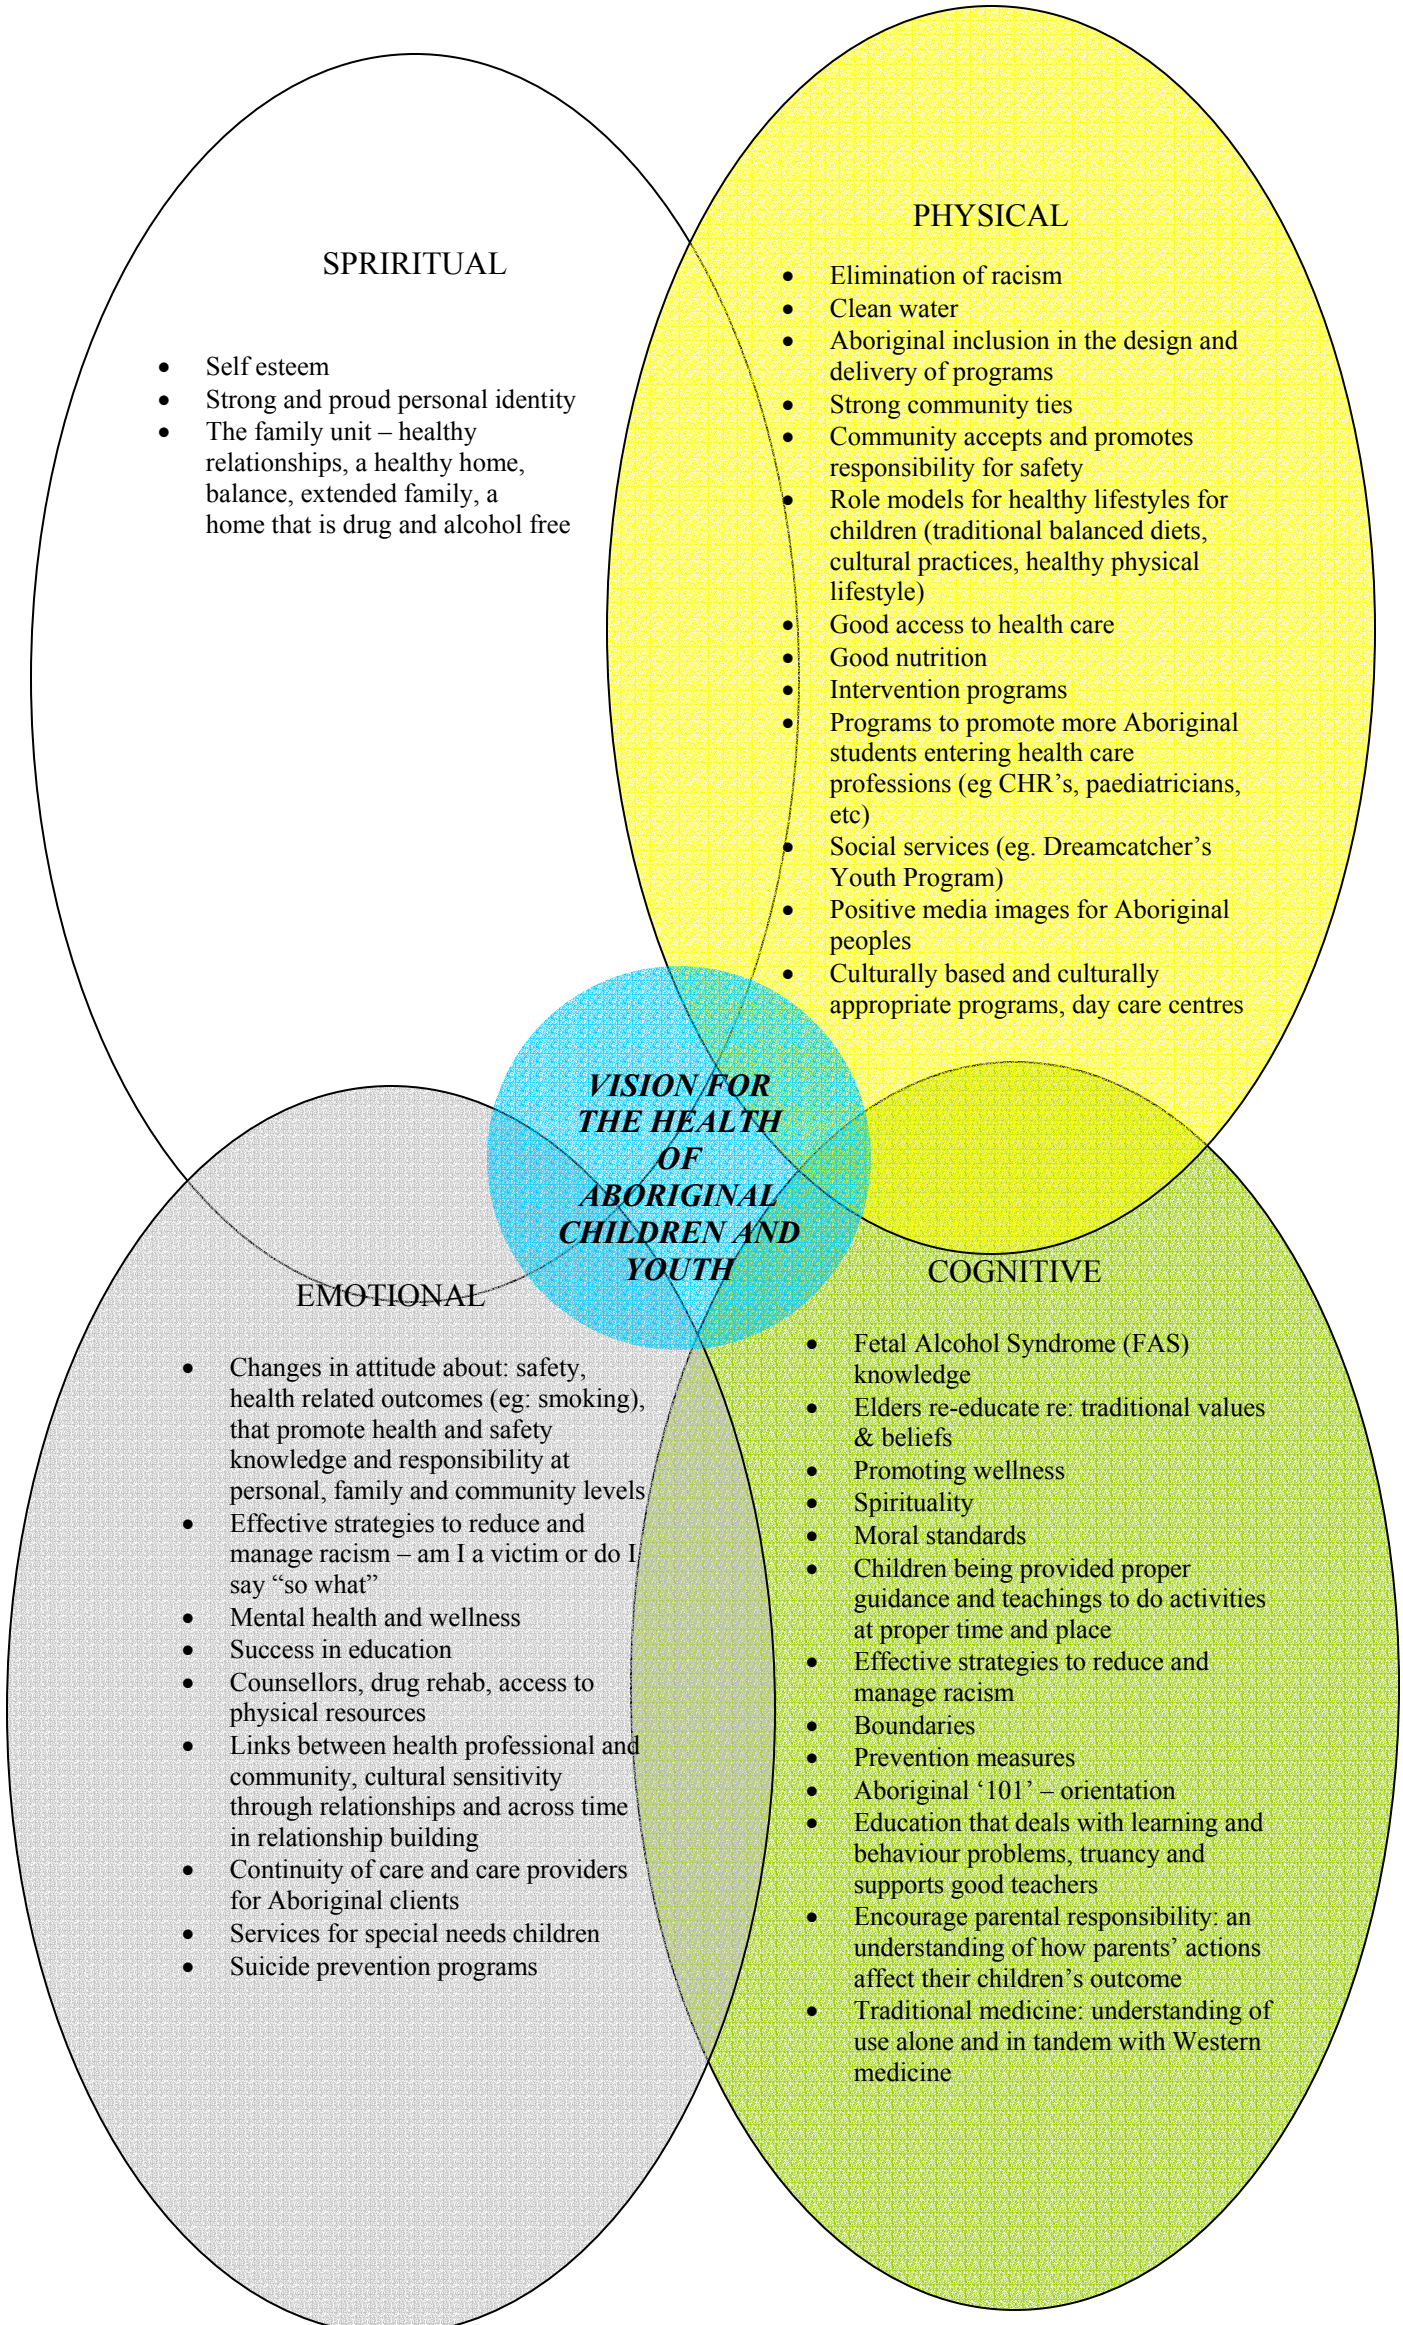 SPRIRITUAL
• Self esteem
• Strong and proud personal identity
• The family unit – healthy
relationships, a healthy home,
balance, extended family, a
home that is drug and alcohol free
PHYSICAL
• Elimination of racism
• Clean water
• Aboriginal inclusion in the design and
delivery of programs
• Strong community ties
• Community accepts and promotes
responsibility for safety
• Role models for healthy lifestyles for
children (traditional balanced diets,
cultural practices, healthy physical
lifestyle)
• Good access to health care
• Good nutrition
• Intervention programs
• Programs to promote more Aboriginal
students entering health care
professions (eg CHR’s, paediatricians,
etc)
• Social services (eg. Dreamcatcher’s
Youth Program)
• Positive media images for Aboriginal
peoples
• Culturally based and culturally
appropriate programs, day care centres
VISION FOR
THE HEALTH
OF
ABORIGINAL
CHILDREN AND
YOUTH
EMOTIONAL
• Changes in attitude about: safety,
health related outcomes (eg: smoking),
that promote health and safety
knowledge and responsibility at
personal, family and community levels
• Effective strategies to reduce and
manage racism – am I a victim or do I
say “so what”
• Mental health and wellness
• Success in education
• Counsellors, drug rehab, access to
physical resources
• Links between health professional and
community, cultural sensitivity
through relationships and across time
in relationship building
• Continuity of care and care providers
for Aboriginal clients
• Services for special needs children
• Suicide prevention programs
COGNITIVE
• Fetal Alcohol Syndrome (FAS)
knowledge
• Elders re-educate re: traditional values
& beliefs
• Promoting wellness
• Spirituality
• Moral standards
• Children being provided proper
guidance and teachings to do activities
at proper time and place
• Effective strategies to reduce and
manage racism
• Boundaries
• Prevention measures
• Aboriginal ‘101’ – orientation
• Education that deals with learning and
behaviour problems, truancy and
supports good teachers
• Encourage parental responsibility: an
understanding of how parents’ actions
affect their children’s outcome
• Traditional medicine: understanding of
use alone and in tandem with Western
medicine